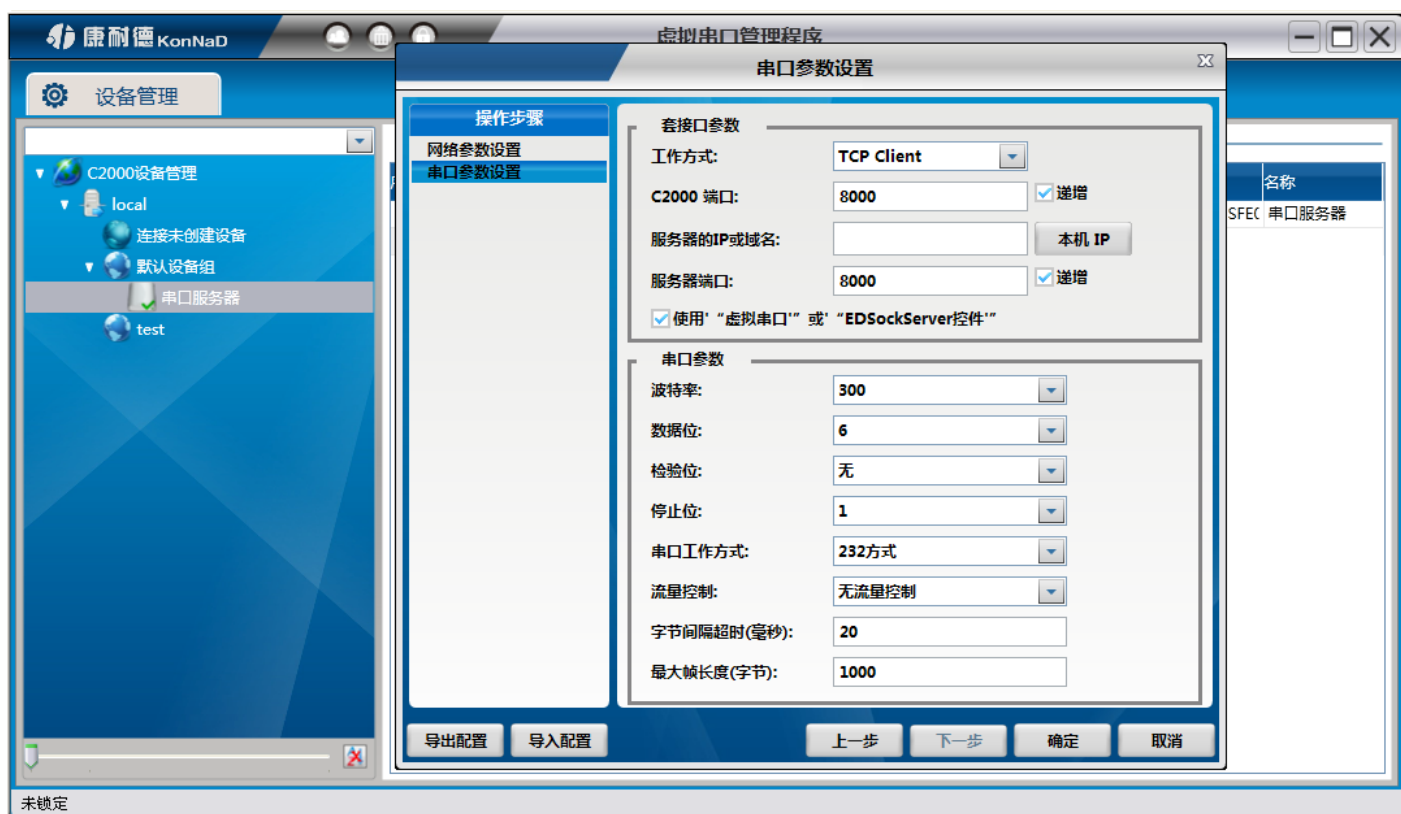 康耐德 KonNaD
虚拟串口管理程序
设备管理
C2000设备管理
local
连接未创建设备
默认设备组
串口服务器
test
名称
SFE( 串口服务器
串口参数设置
操作步骤
网络参数设置
串口参数设置
套接口参数
工作方式: TCP Client
C2000 端口: 8000 递增
服务器的IP或域名: 本机 IP
服务器端口: 8000 递增
使用' “虚拟串口'” 或' “EDSockServer控件'”
串口参数
波特率: 300
数据位: 6
检验位: 无
停止位: 1
串口工作方式: 232方式
流量控制: 无流量控制
字节间隔超时(毫秒): 20
最大帧长度(字节): 1000
导出配置 导入配置 上一步 下一步 确定 取消
未锁定